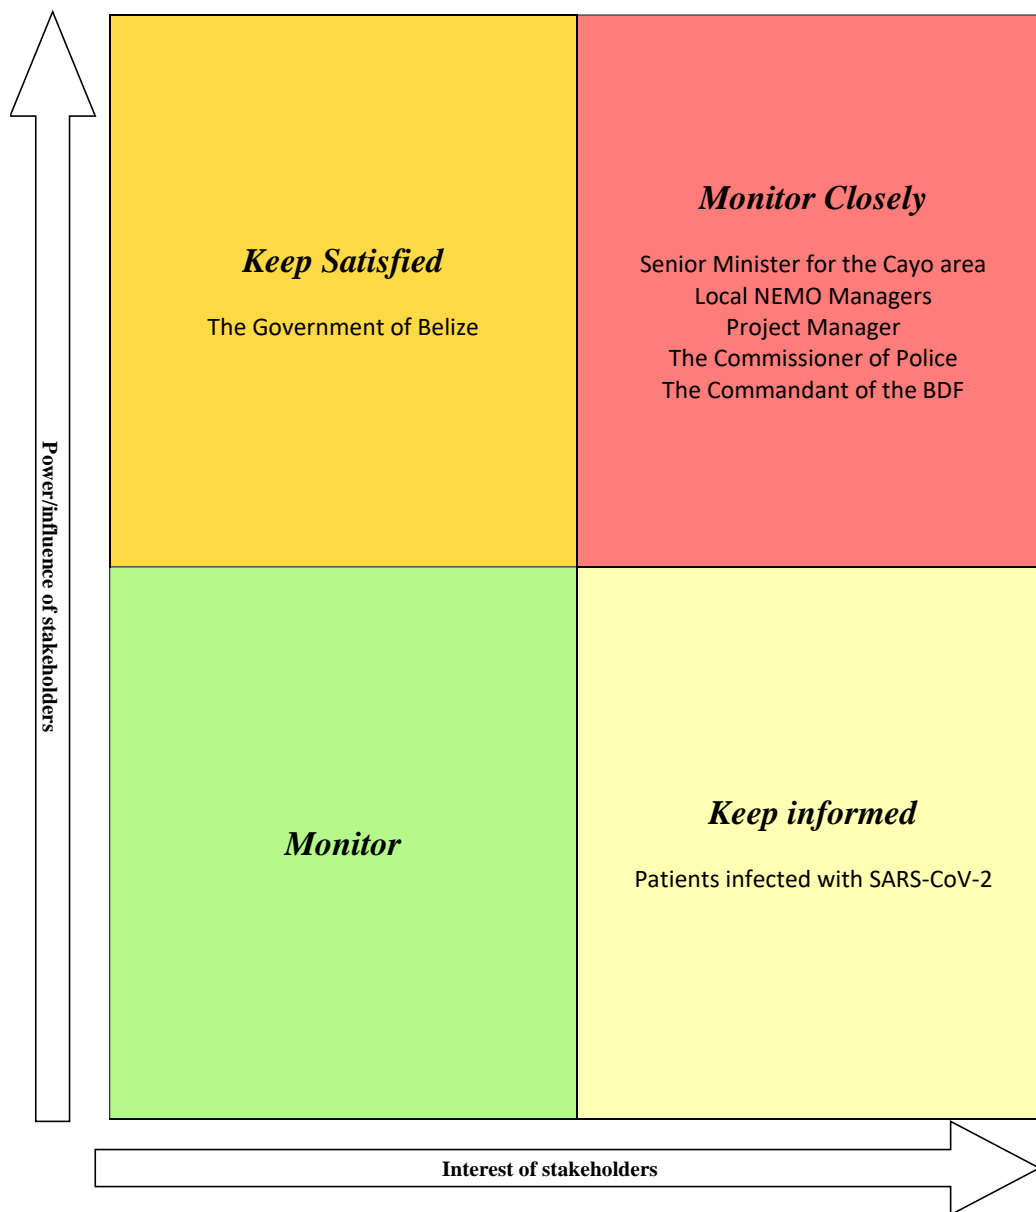 Keep Satisfied
The Government of Belize
Monitor Closely
Senior Minister for the Cayo area
Local NEMO Managers
Project Manager
The Commissioner of Police
The Commandant of the BDF
Power/influence of stakeholders
Monitor
Keep informed
Patients infected with SARS-CoV-2
Interest of stakeholders